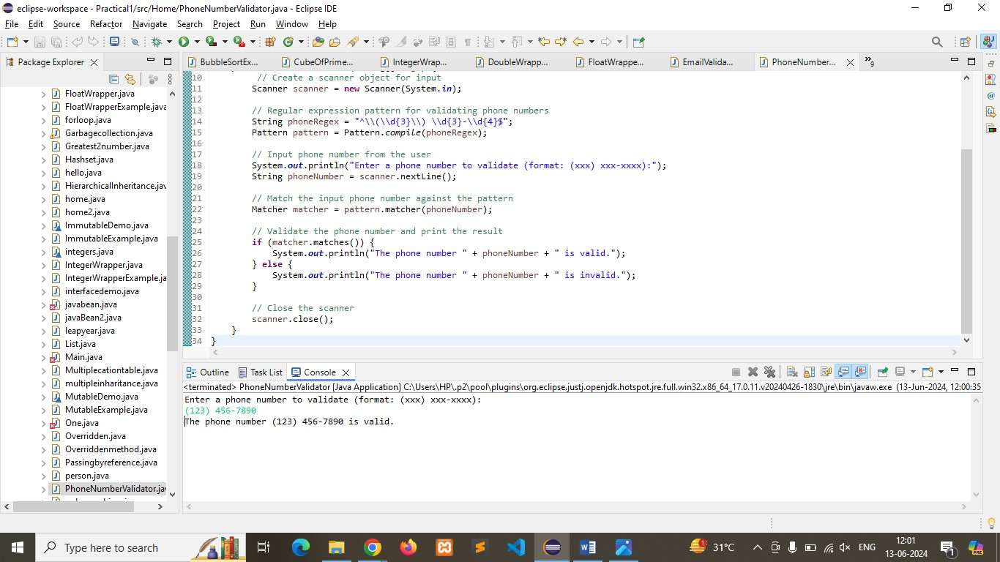 eclipse-workspace - Practical1/src/Home/PhoneNumberValidator.java - Eclipse IDE
File Edit Source Refactor Navigate Search Project Run Window Help
Package Explorer
FloatWrapper.java
FloatWrapperExample.java
forloop.java
Garbagecollection.java
Greatest2number.java
Hashset.java
hello.java
HierarchicalInheritance.jav
home.java
home2.java
ImmutableDemo.java
ImmutableExample.java
integers.java
IntegerWrapper.java
IntegerWrapperExample.ja
interfacedemo.java
javabean.java
javaBean2.java
leapyear.java
List.java
Main.java
Multiplecationtable.java
multipleinharitance.java
MutableDemo.java
MutableExample.java
One.java
Overridden.java
Overriddenmethod.java
Passingbyreference.java
person.java
PhoneNumberValidator.jav
BubbleSortEx... CubeOfPrime... IntegerWrap... DoubleWrapp... FloatWrappe... EmailValida... PhoneNumber... 9
10 // Create a scanner object for input
11 Scanner scanner = new Scanner(System.in);
12
13 // Regular expression pattern for validating phone numbers
14 String phoneRegex = "^\\(\\d{3}\\) \\d{3}-\\d{4}$";
15 Pattern pattern = Pattern.compile(phoneRegex);
16
17 // Input phone number from the user
18 System.out.println("Enter a phone number to validate (format: (xxx) xxx-xxxx):");
19 String phoneNumber = scanner.nextLine();
20
21 // Match the input phone number against the pattern
22 Matcher matcher = pattern.matcher(phoneNumber);
23
24 // Validate the phone number and print the result
25 if (matcher.matches()) {
26 System.out.println("The phone number " + phoneNumber + " is valid.");
27 } else {
28 System.out.println("The phone number " + phoneNumber + " is invalid.");
29 }
30
31 // Close the scanner
32 scanner.close();
33 }
34 }
Outline Task List Console
<terminated> PhoneNumberValidator [Java Application] C:\Users\HP\.p2\pool\plugins\org.eclipse.justj.openjdk.hotspot.jre.full.win32.x86_64_17.0.11.v20240426-1830\jre\bin\javaw.exe (13-Jun-2024, 12:00:35
Enter a phone number to validate (format: (xxx) xxx-xxxx):
(123) 456-7890
The phone number (123) 456-7890 is valid.
Type here to search
31°C
ENG
12:01
13-06-2024
1
PRE